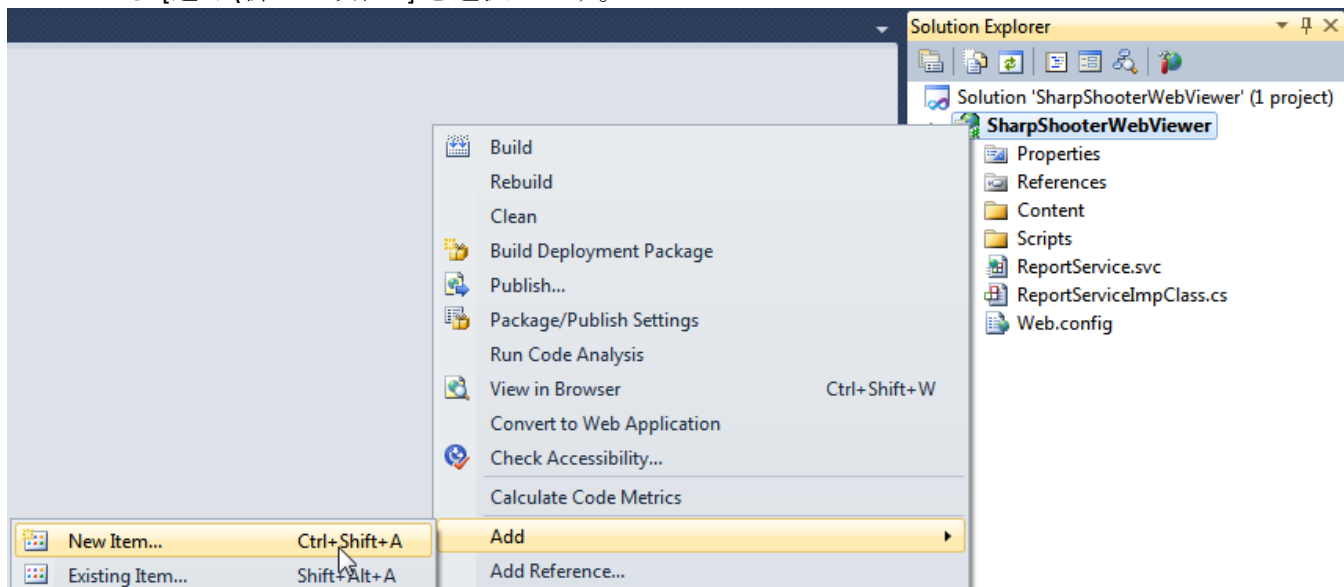 Solution Explorer
Solution 'SharpShooterWebViewer' (1 project)
SharpShooterWebViewer
Properties
References
Content
Scripts
ReportService.svc
ReportServiceImpClass.cs
Web.config
Build
Rebuild
Clean
Build Deployment Package
Publish...
Package/Publish Settings
Run Code Analysis
View in Browser Ctrl+Shift+W
Convert to Web Application
Check Accessibility...
Calculate Code Metrics
Add
Add Reference...
New Item... Ctrl+Shift+A
Existing Item... Shift+Alt+A